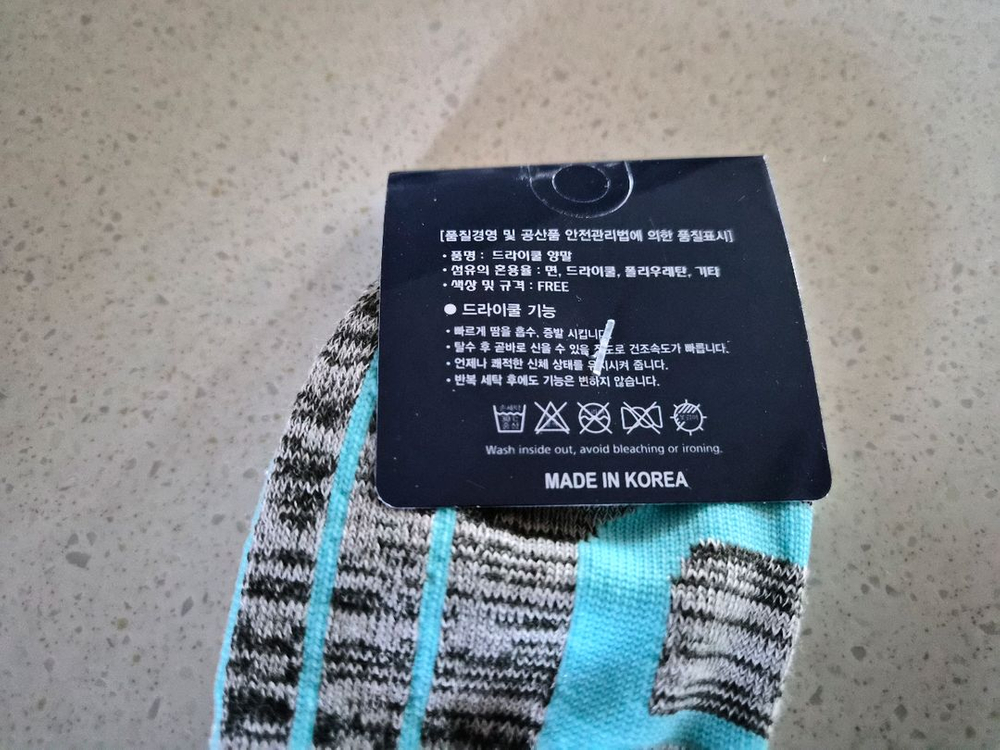 [품질경영 및 공산품 안전관리법에 의한 품질표시]
• 품명 : 드라이쿨 양말
• 섬유의 혼용율 : 면, 드라이쿨, 폴리우레탄, 기타
• 색상 및 규격 : FREE
● 드라이쿨 기능
• 빠르게 땀을 흡수, 증발 시킵니다.
• 탈수 후 곧바로 신을 수 있을 정도로 건조속도가 빠릅니다.
• 언제나 쾌적한 신체 상태를 유지시켜 줍니다.
• 반복 세탁 후에도 기능은 변하지 않습니다.
손세탁
중성
Wash inside out, avoid bleaching or ironing.
MADE IN KOREA